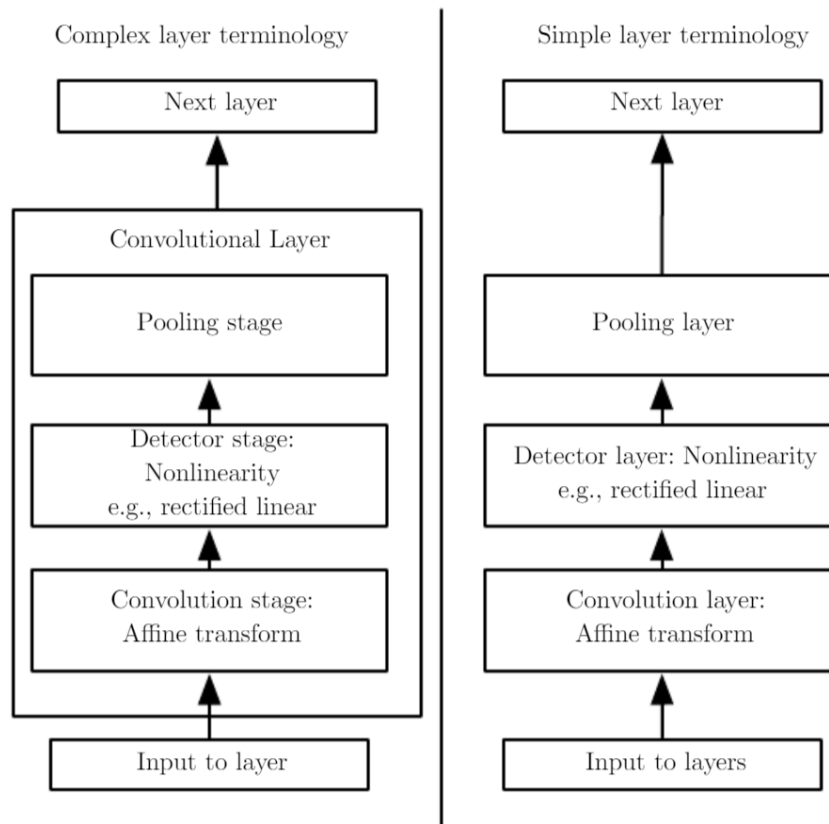 Complex layer terminology
Next layer
Convolutional Layer
Pooling stage
Detector stage:
Nonlinearity
e.g., rectified linear
Convolution stage:
Affine transform
Input to layer
Simple layer terminology
Next layer
Pooling layer
Detector layer: Nonlinearity
e.g., rectified linear
Convolution layer:
Affine transform
Input to layers